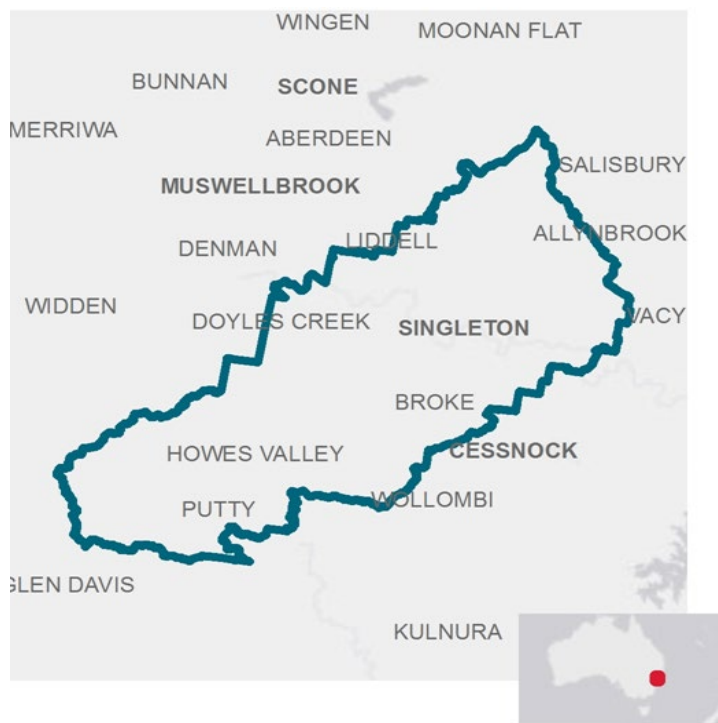 WINGEN
MOONAN FLAT
BUNNAN
SCONE
MERRIWA
ABERDEEN
SALISBURY
MUSWELLBROOK
ALLYNBROOK
LIDDELL
DENMAN
WIDDEN
VACY
DOYLES CREEK
SINGLETON
BROKE
HOWES VALLEY
CESSNOCK
WOLLOMBI
PUTTY
GLEN DAVIS
KULNURA